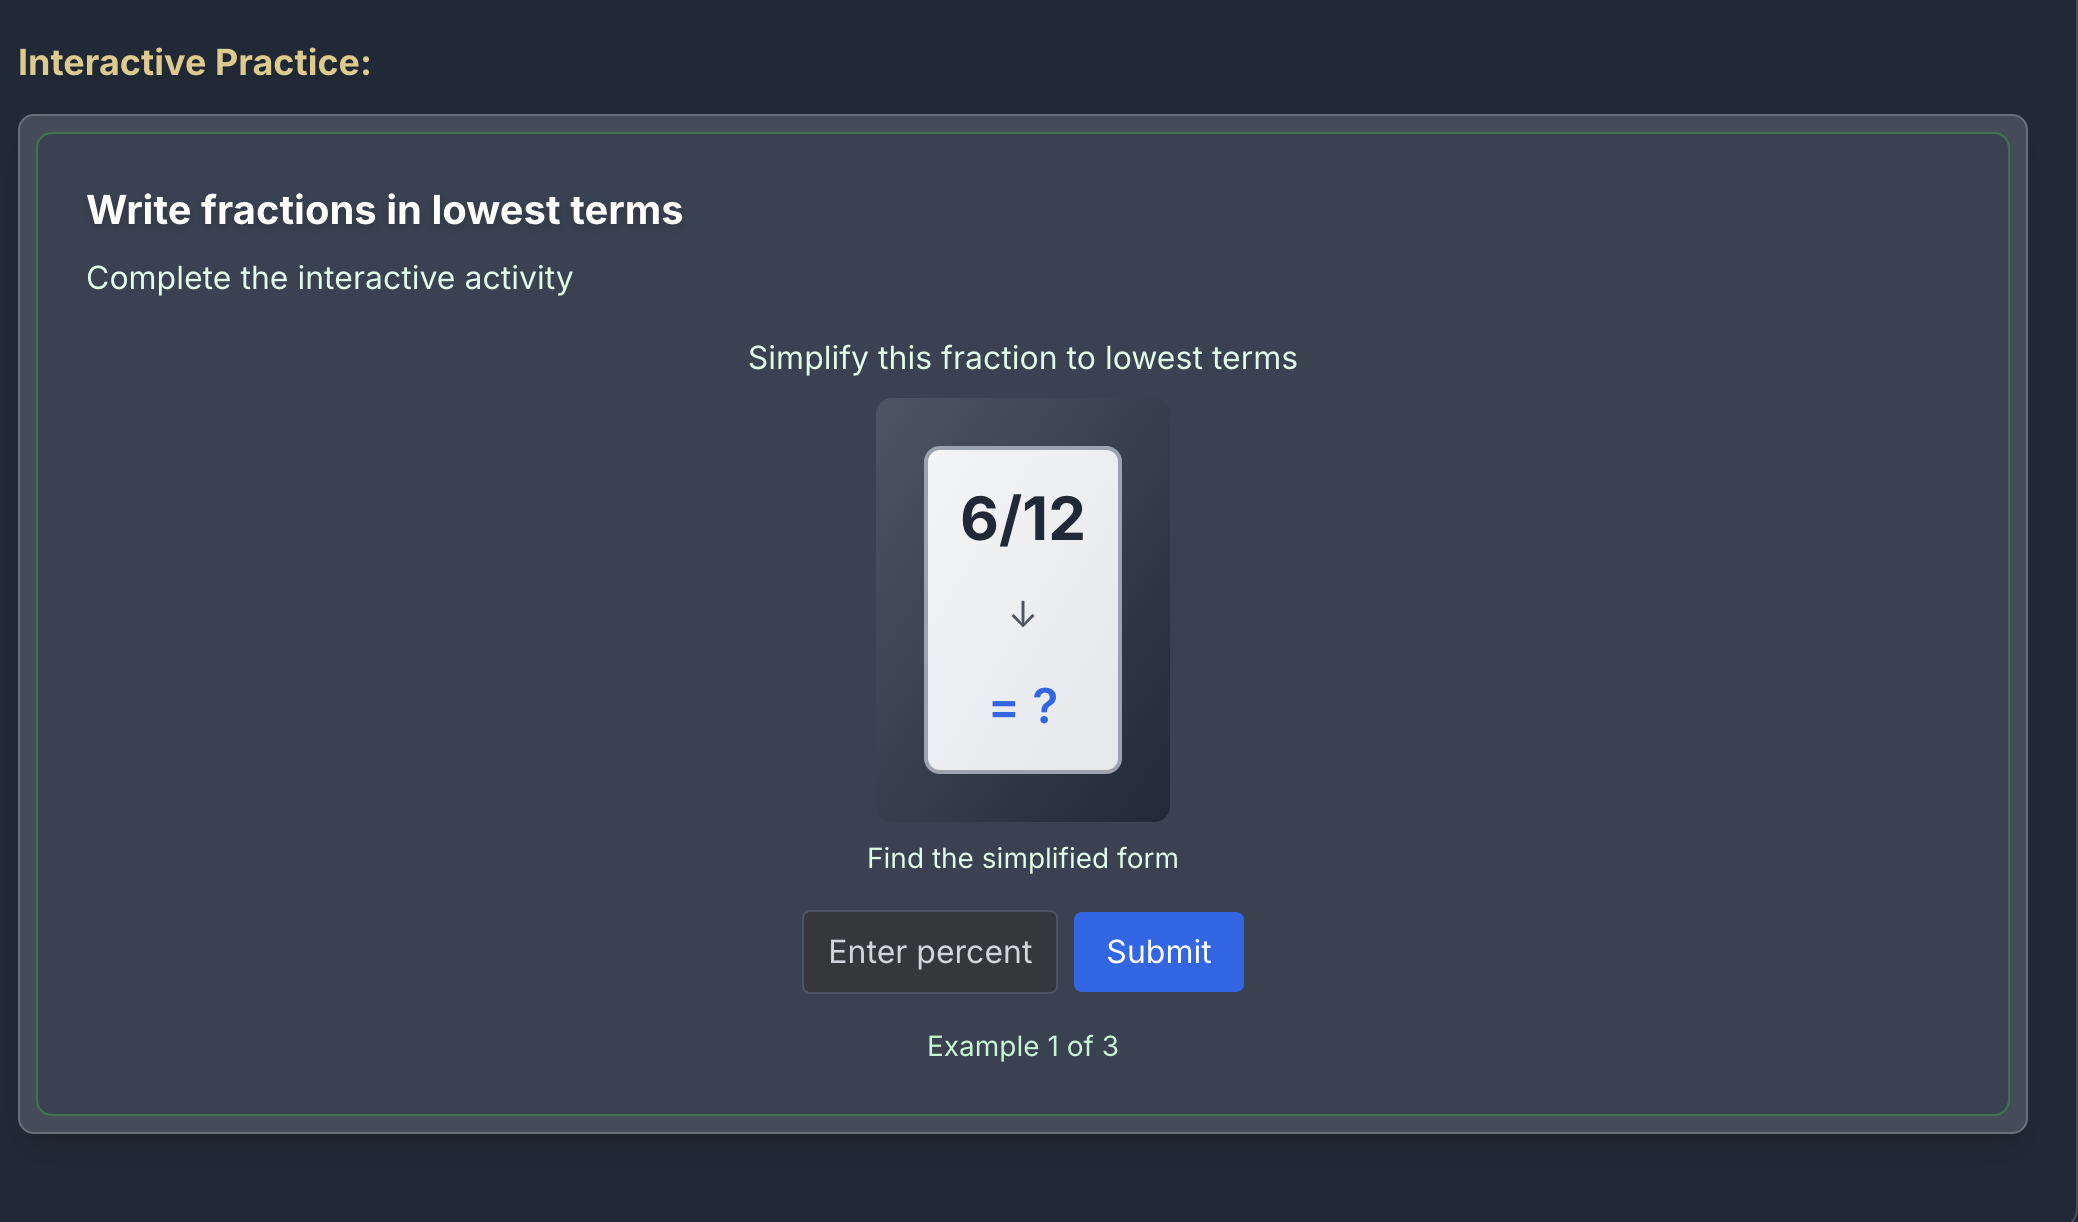 Interactive Practice:
Write fractions in lowest terms
Complete the interactive activity
Simplify this fraction to lowest terms
6/12
↓
= ?
Find the simplified form
Enter percent
Submit
Example 1 of 3